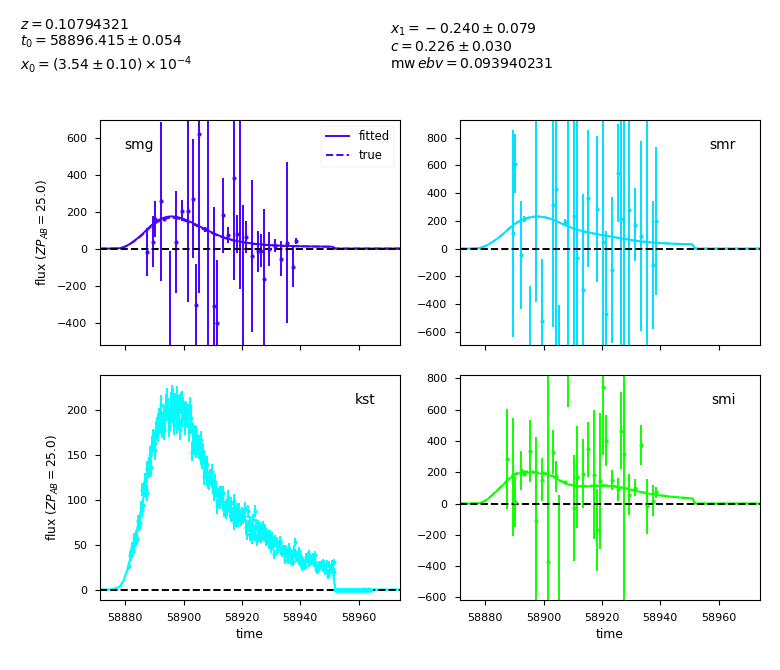 z = 0.10794321
t₀ = 58896.415 ± 0.054
x₀ = (3.54 ± 0.10) × 10⁻⁴
x₁ = −0.240 ± 0.079
c = 0.226 ± 0.030
mw ebv = 0.093940231
smg
fitted
true
600
400
200
0
−200
−400
flux (ZP_AB = 25.0)
smr
800
600
400
200
0
−200
−400
−600
kst
200
150
100
50
0
flux (ZP_AB = 25.0)
58880 58900 58920 58940 58960
time
smi
800
600
400
200
0
−200
−400
−600
58880 58900 58920 58940 58960
time